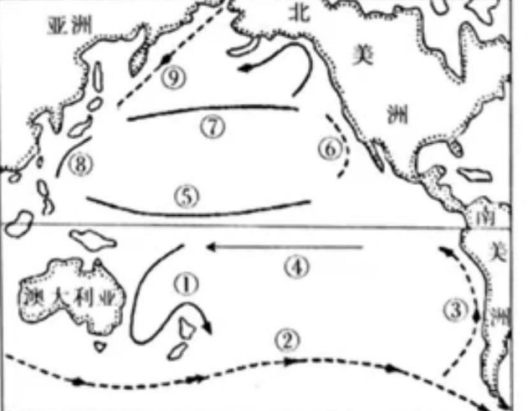 亚洲
北
美
洲
⑨
⑦
⑥
⑧
⑤
南
美
洲
④
①
澳大利亚
③
②